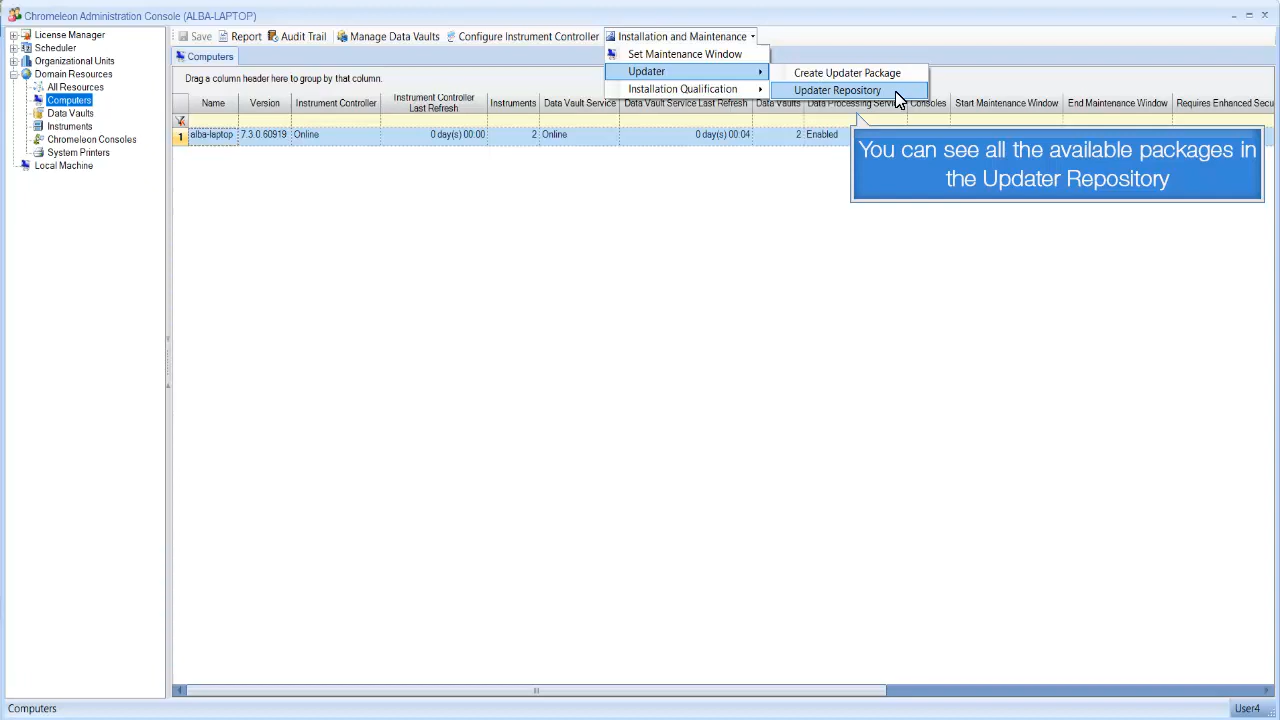 Chromeleon Administration Console (ALBA-LAPTOP)
License Manager
Scheduler
Organizational Units
Domain Resources
All Resources
Computers
Data Vaults
Instruments
Chromeleon Consoles
System Printers
Local Machine
Save Report Audit Trail Manage Data Vaults Configure Instrument Controller Installation and Maintenance
Set Maintenance Window
Updater
Installation Qualification
Create Updater Package
Updater Repository
Computers
Drag a column header here to group by that column.
Name Version Instrument Controller Instrument Controller Last Refresh Instruments Data Vault Service Data Vault Service Last Refresh Data Vaults Data Processing Consoles Start Maintenance Window End Maintenance Window Requires Enhanced Secu
1 alba-laptop 7.3.0.60919 Online 0 day(s) 00:00 2 Online 0 day(s) 00:04 2 Enabled
You can see all the available packages in
the Updater Repository
Computers User4